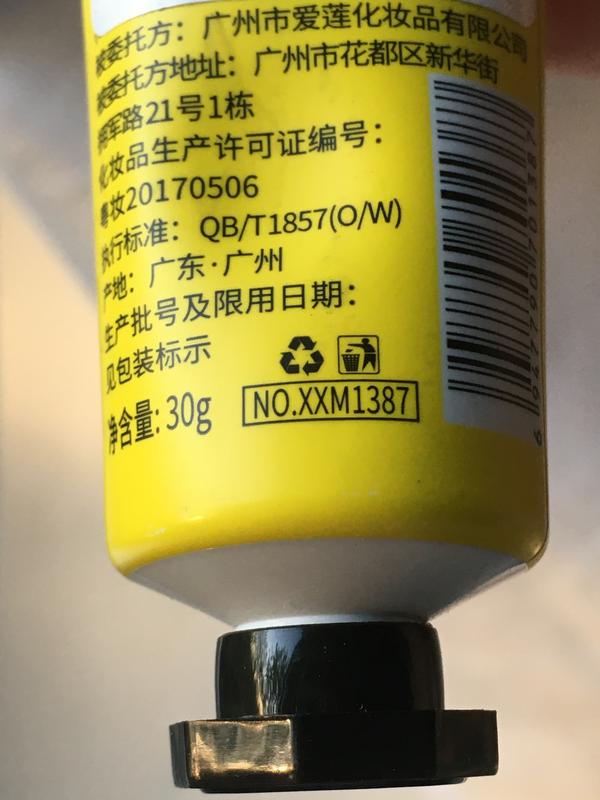 被委托方：广州市爱莲化妆品有限公司
被委托方地址：广州市花都区新华街
将军路21号1栋
化妆品生产许可证编号：
粤妆20170506
执行标准：QB/T1857(O/W)
产地：广东·广州
生产批号及限用日期：
见包装标示
净含量: 30g
NO.XXM1387